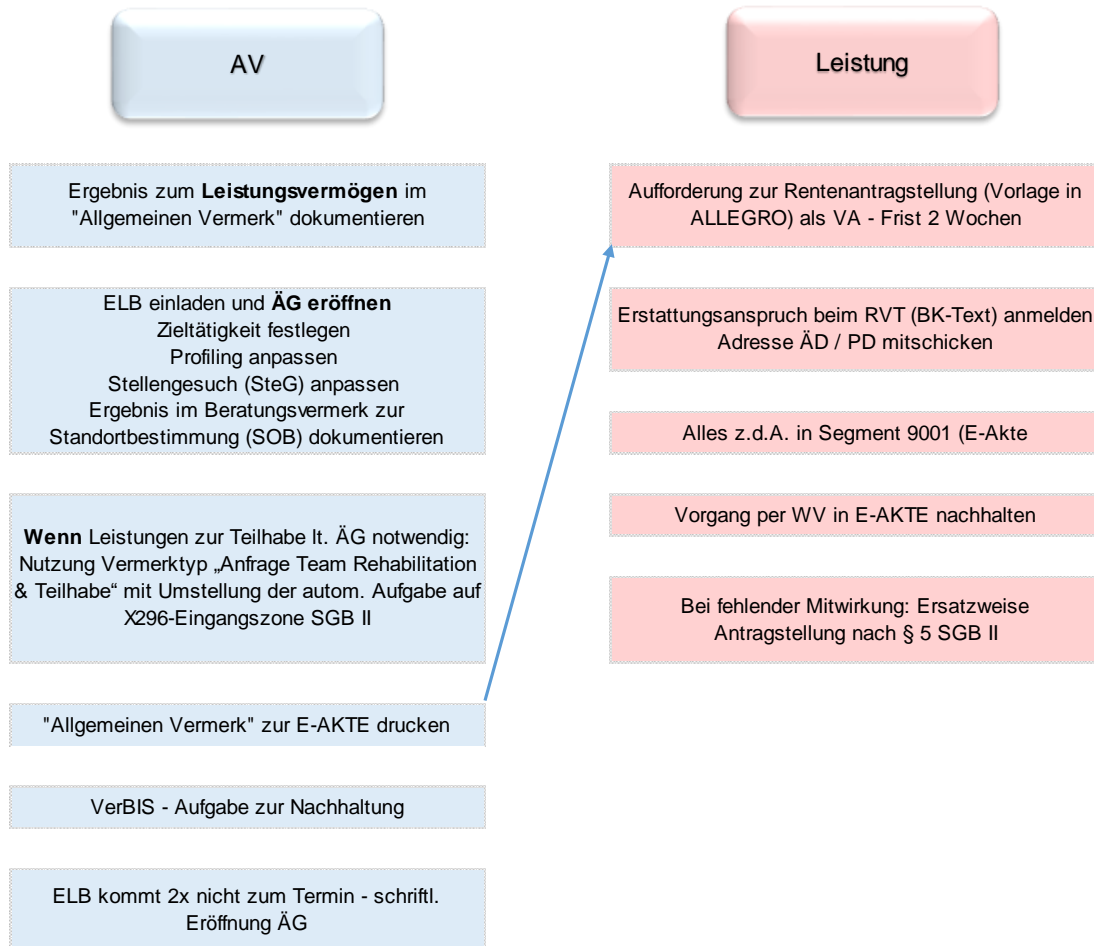 AV
Ergebnis zum Leistungsvermögen im
"Allgemeinen Vermerk" dokumentieren
ELB einladen und ÄG eröffnen
Zieltätigkeit festlegen
Profiling anpassen
Stellengesuch (SteG) anpassen
Ergebnis im Beratungsvermerk zur
Standortbestimmung (SOB) dokumentieren
Wenn Leistungen zur Teilhabe lt. ÄG notwendig:
Nutzung Vermerktyp „Anfrage Team Rehabilitation
& Teilhabe“ mit Umstellung der autom. Aufgabe auf
X296-Eingangszone SGB II
"Allgemeinen Vermerk" zur E-AKTE drucken
VerBIS - Aufgabe zur Nachhaltung
ELB kommt 2x nicht zum Termin - schriftl.
Eröffnung ÄG
Leistung
Aufforderung zur Rentenantragstellung (Vorlage in
ALLEGRO) als VA - Frist 2 Wochen
Erstattungsanspruch beim RVT (BK-Text) anmelden
Adresse ÄD / PD mitschicken
Alles z.d.A. in Segment 9001 (E-Akte
Vorgang per WV in E-AKTE nachhalten
Bei fehlender Mitwirkung: Ersatzweise
Antragstellung nach § 5 SGB II